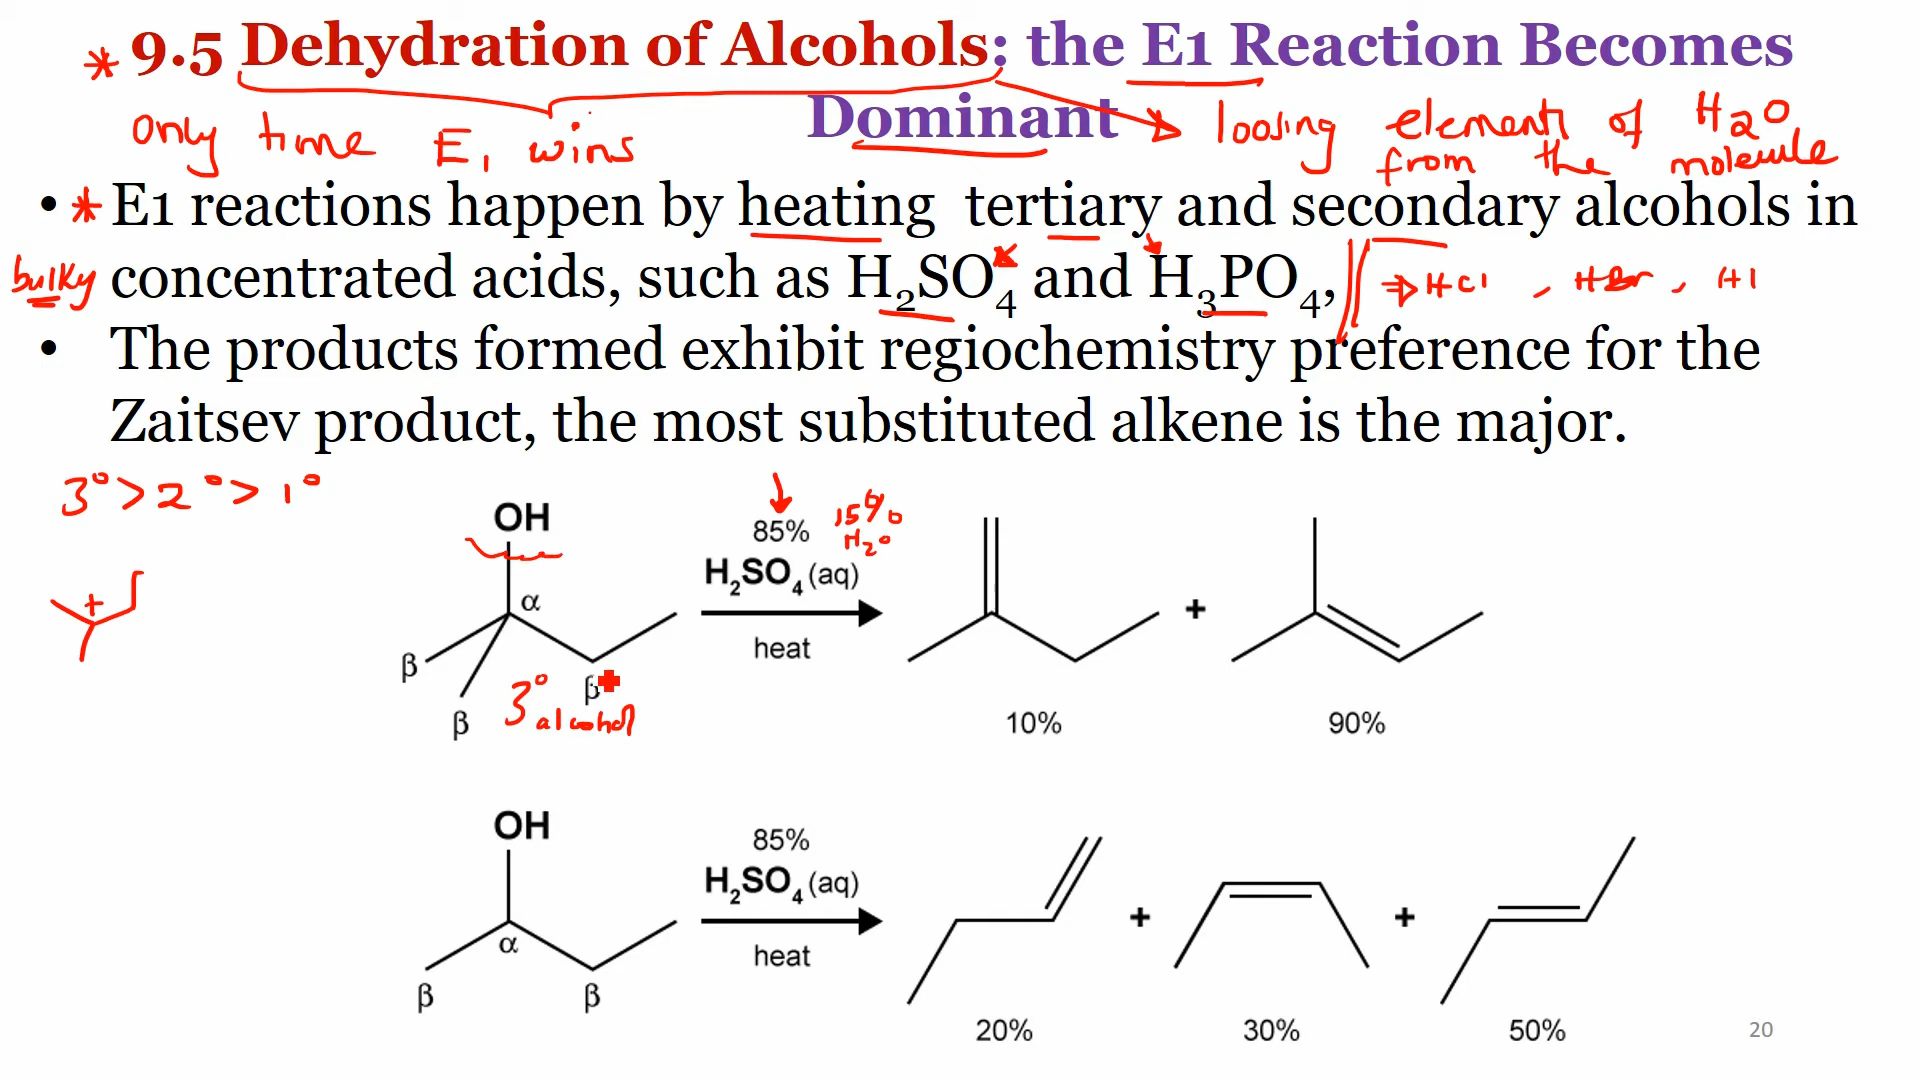 * 9.5 Dehydration of Alcohols: the E1 Reaction Becomes
Dominant
only time E1 wins
loosing element of H2O
from the molecule
• * E1 reactions happen by heating tertiary and secondary alcohols in
bulky concentrated acids, such as H₂SO₄ and H₃PO₄, ⇒ HCl , HBr , HI
• The products formed exhibit regiochemistry preference for the
Zaitsev product, the most substituted alkene is the major.
3° > 2° > 1°
OH
85% 15%
H₂SO₄ (aq) H2O
heat
+
α
β
β
β
3° alcohol
+
10%
90%
OH
85%
H₂SO₄ (aq)
heat
α
β
β
+
+
20%
30%
50%
20